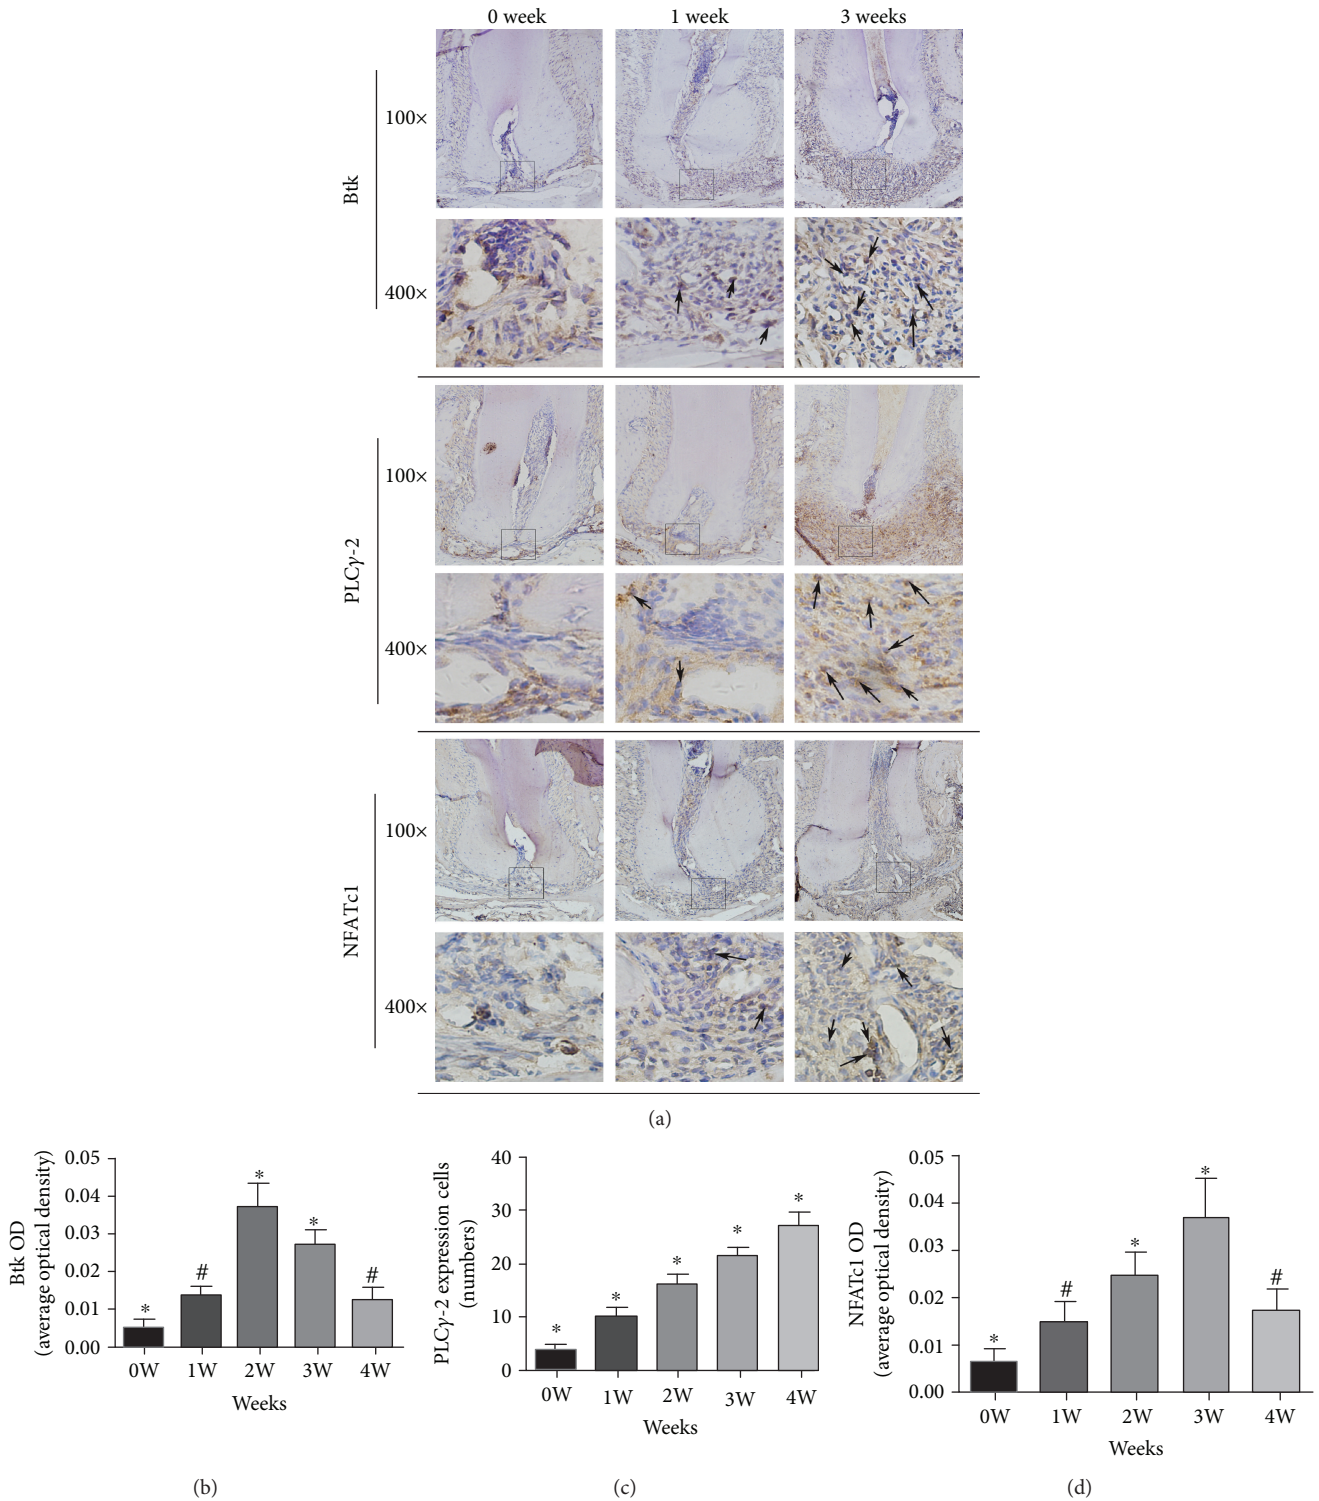 0 week 1 week 3 weeks
Btk
100×
400×
PLCγ-2
100×
400×
NFATc1
100×
400×
(a)
Btk OD
(average optical density)
0.05
0.04
0.03
0.02
0.01
0.00
*
#
*
*
#
0W 1W 2W 3W 4W
Weeks
(b)
PLCγ-2 expression cells
(numbers)
40
30
20
10
0
*
*
*
*
*
0W 1W 2W 3W 4W
Weeks
(c)
NFATc1 OD
(average optical density)
0.05
0.04
0.03
0.02
0.01
0.00
*
#
*
*
#
0W 1W 2W 3W 4W
Weeks
(d)